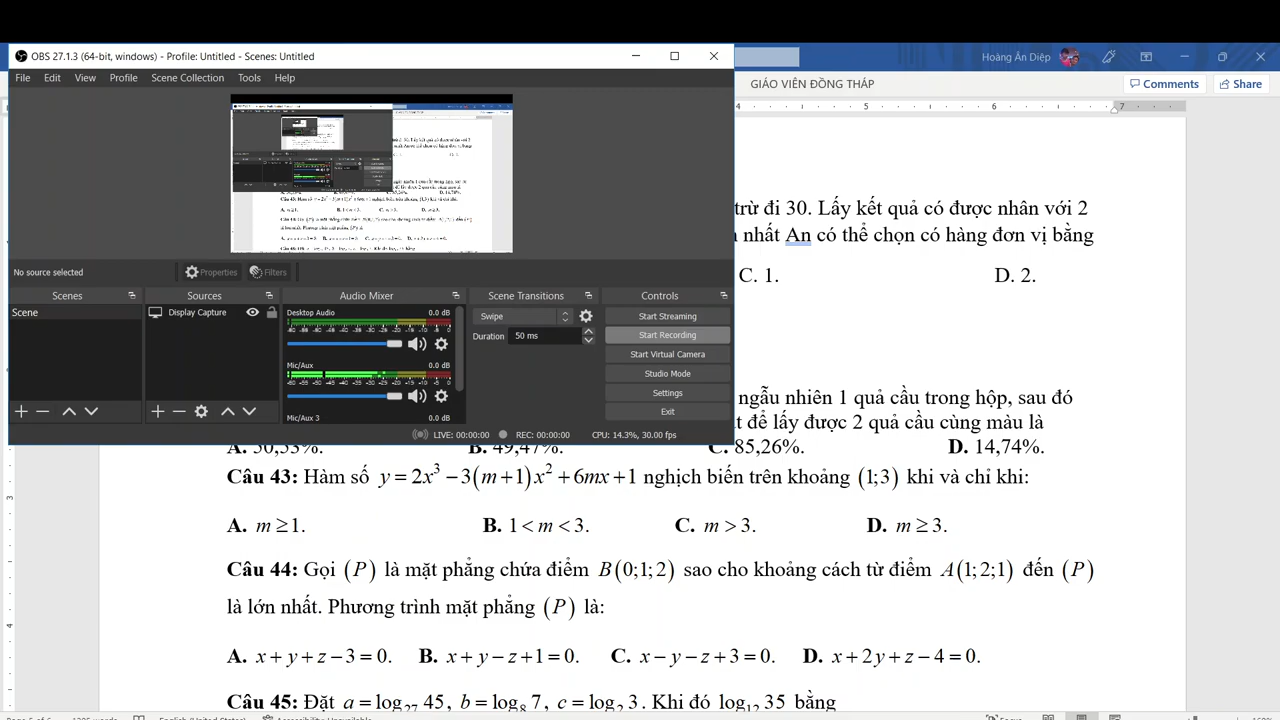 OBS 27.1.3 (64-bit, windows) - Profile: Untitled - Scenes: Untitled
File Edit View Profile Scene Collection Tools Help
No source selected Properties Filters
Scenes Sources Audio Mixer Scene Transitions Controls
Scene
Display Capture
Desktop Audio 0.0 dB
Mic/Aux 0.0 dB
Mic/Aux 3 0.0 dB
Swipe
Duration 50 ms
Start Streaming
Start Recording
Start Virtual Camera
Studio Mode
Settings
Exit
LIVE: 00:00:00 REC: 00:00:00 CPU: 14.3%, 30.00 fps
Hoàng Ân Diệp
GIÁO VIÊN ĐỒNG THÁP Comments Share
4 5 6 7
trừ đi 30. Lấy kết quả có được nhân với 2
nhất An có thể chọn có hàng đơn vị bằng
C. 1. D. 2.
ngẫu nhiên 1 quả cầu trong hộp, sau đó
để lấy được 2 quả cầu cùng màu là
A. 50,53%. B. 49,47%. C. 85,26%. D. 14,74%.
Câu 43: Hàm số y = 2x³ − 3(m+1)x² + 6mx + 1 nghịch biến trên khoảng (1;3) khi và chỉ khi:
A. m ≥ 1. B. 1 < m < 3. C. m > 3. D. m ≥ 3.
Câu 44: Gọi (P) là mặt phẳng chứa điểm B(0;1;2) sao cho khoảng cách từ điểm A(1;2;1) đến (P)
là lớn nhất. Phương trình mặt phẳng (P) là:
A. x + y + z − 3 = 0. B. x + y − z + 1 = 0. C. x − y − z + 3 = 0. D. x + 2y + z − 4 = 0.
Câu 45: Đặt a = log₂₇ 45, b = log₈ 7, c = log₂ 3. Khi đó log₁₂ 35 bằng